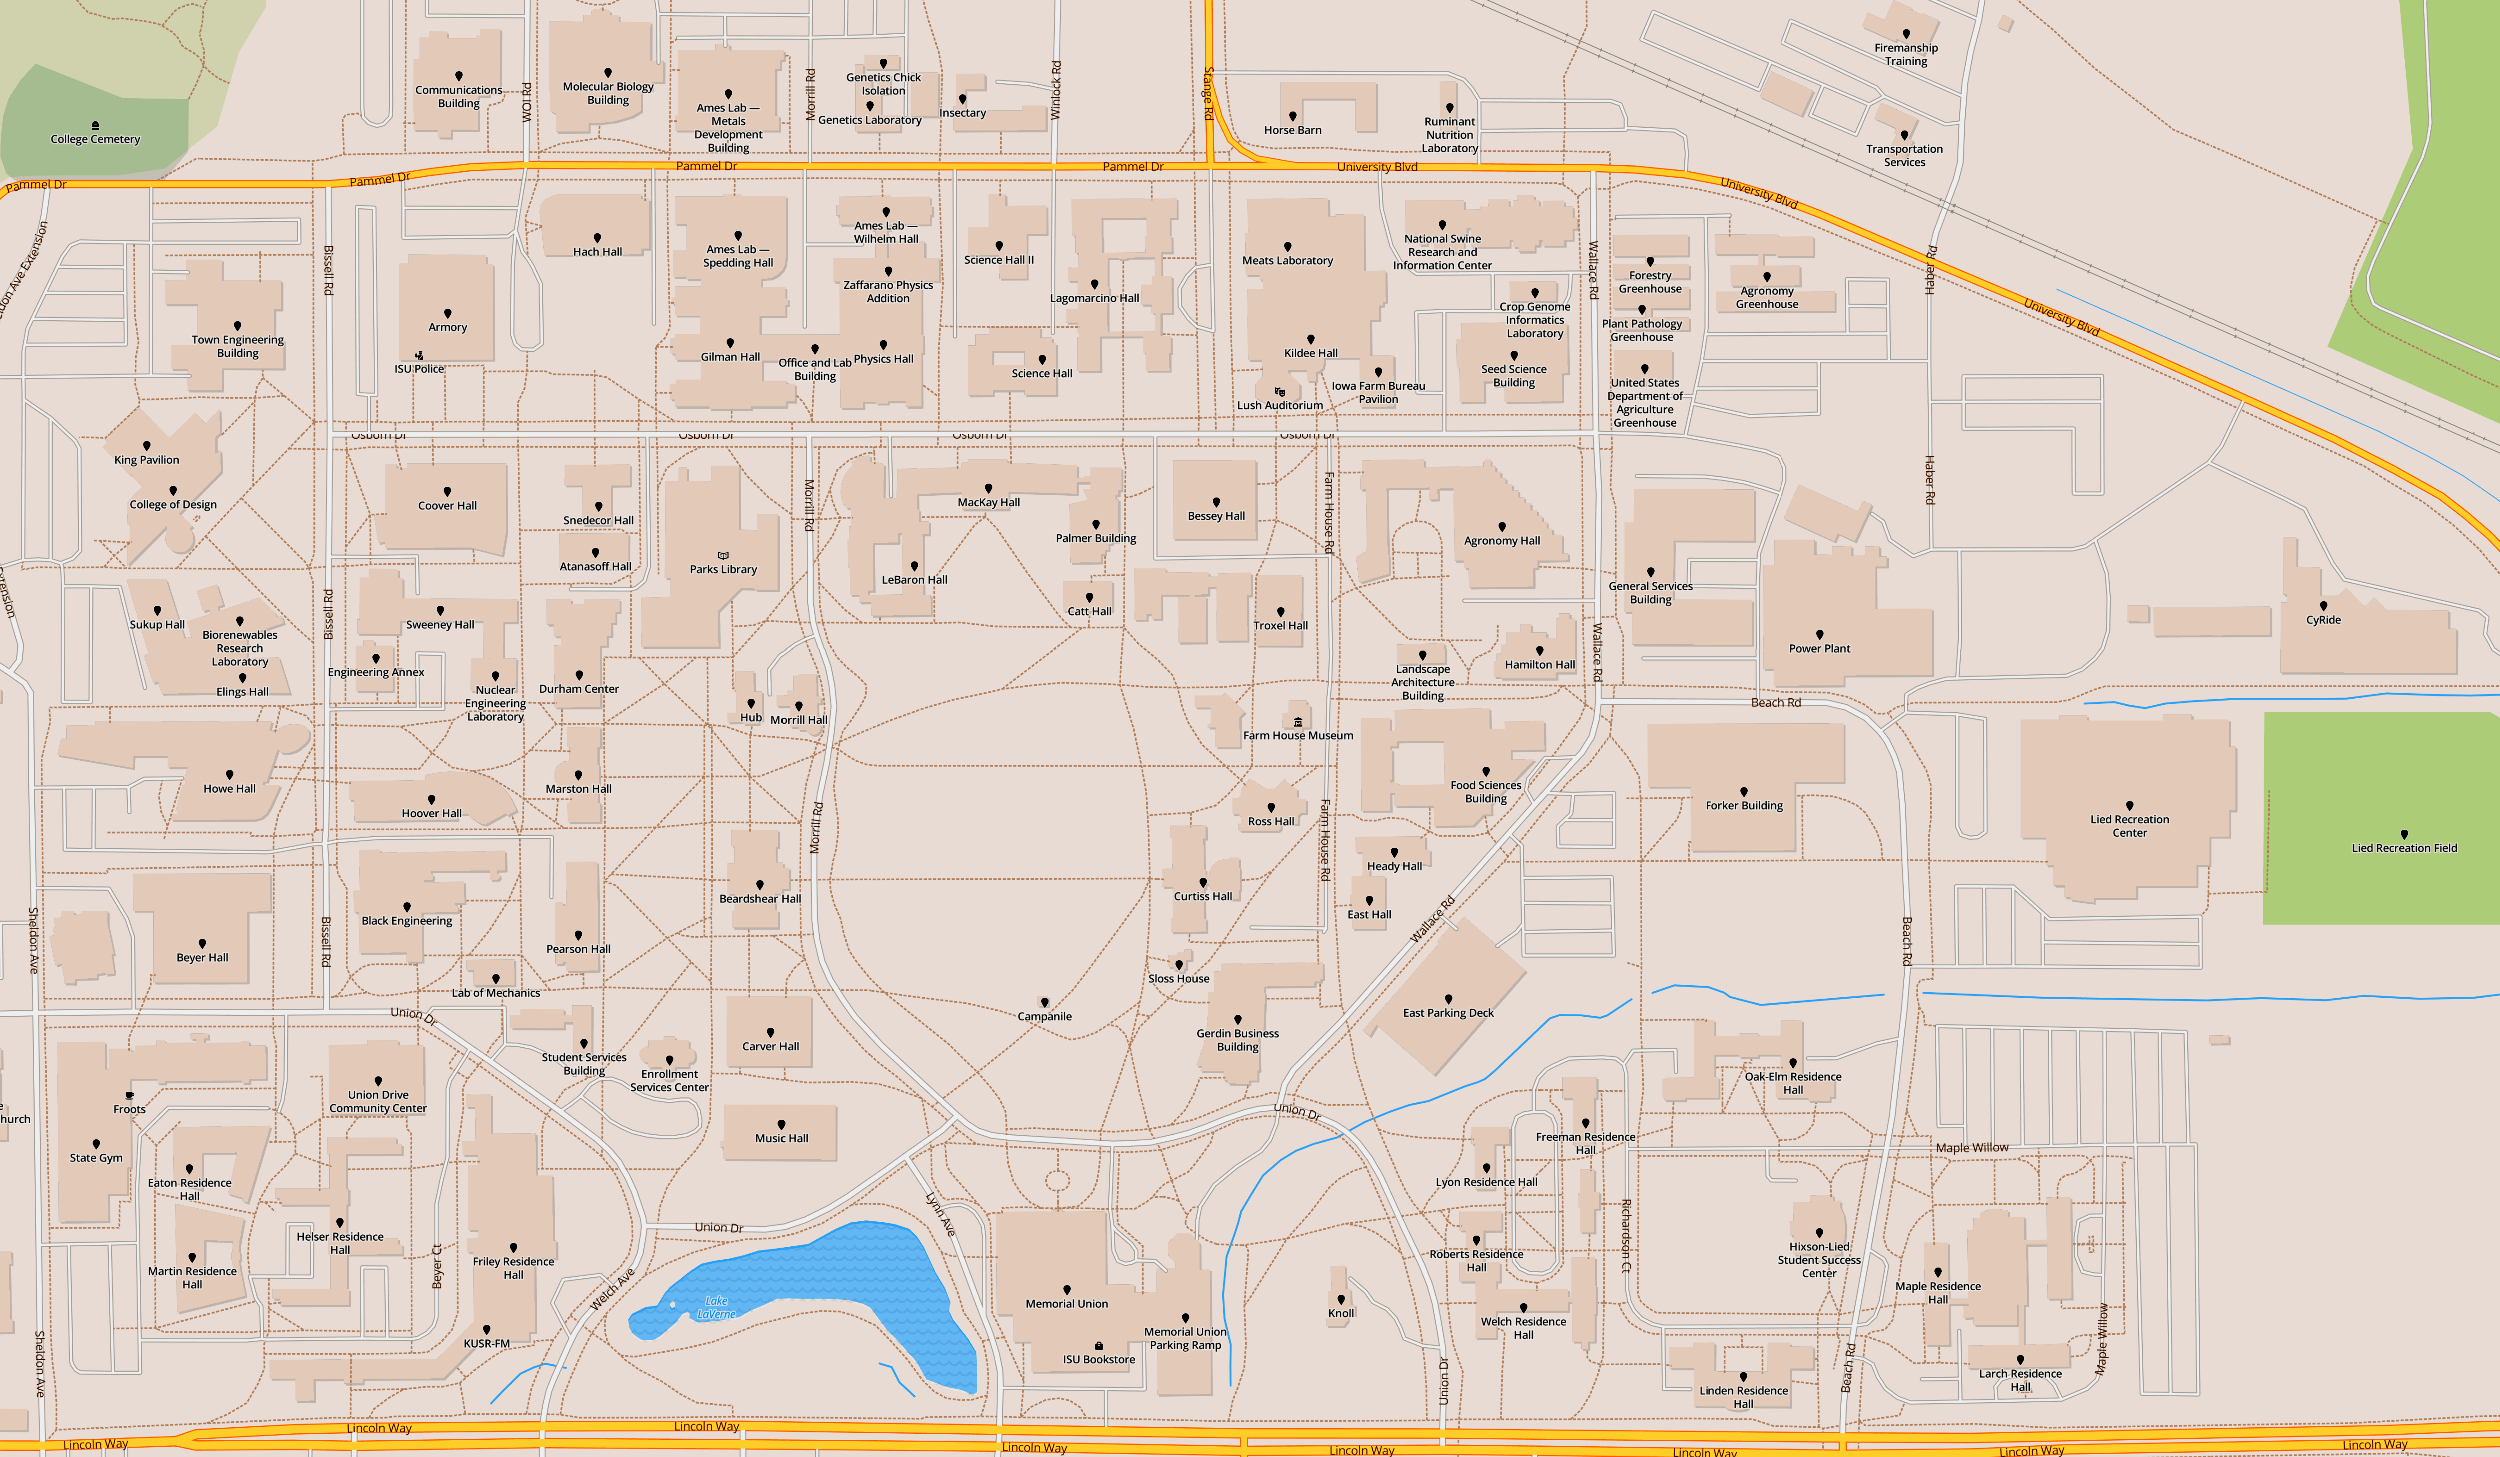 Firemanship
Training
Communications
Building
Molecular Biology
Building
Genetics Chick
Isolation
Ames Lab —
Metals
Development
Building
Genetics Laboratory
Insectary
WOI Rd
Morrill Rd
Winlock Rd
Stange Rd
Horse Barn
Ruminant
Nutrition
Laboratory
Transportation
Services
College Cemetery
Pammel Dr
Pammel Dr
Pammel Dr
Pammel Dr
University Blvd
University Blvd
University Blvd
Hach Hall
Ames Lab —
Spedding Hall
Ames Lab —
Wilhelm Hall
Science Hall II
Meats Laboratory
National Swine
Research and
Information Center
Wallace Rd
Forestry
Greenhouse
Agronomy
Greenhouse
Haber Rd
Bissell Rd
Zaffarano Physics
Addition
Lagomarcino Hall
Crop Genome
Informatics
Laboratory
Plant Pathology
Greenhouse
Armory
ISU Police
Town Engineering
Building
Gilman Hall
Office and Lab
Building
Physics Hall
Science Hall
Kildee Hall
Lush Auditorium
Iowa Farm Bureau
Pavilion
Seed Science
Building
United States
Department of
Agriculture
Greenhouse
Osborn Dr
Osborn Dr
Osborn Dr
Osborn Dr
King Pavilion
College of Design
Coover Hall
Snedecor Hall
Atanasoff Hall
Parks Library
Morrill Rd
MacKay Hall
LeBaron Hall
Palmer Building
Bessey Hall
Farm House Rd
Agronomy Hall
Haber Rd
General Services
Building
Power Plant
CyRide
Sukup Hall
Biorenewables
Research
Laboratory
Elings Hall
Bissell Rd
Sweeney Hall
Engineering Annex
Nuclear
Engineering
Laboratory
Durham Center
Catt Hall
Troxel Hall
Landscape
Architecture
Building
Hamilton Hall
Wallace Rd
Beach Rd
Hub
Morrill Hall
Farm House Museum
Howe Hall
Hoover Hall
Marston Hall
Morrill Rd
Ross Hall
Farm House Rd
Food Sciences
Building
Forker Building
Lied Recreation
Center
Lied Recreation Field
Heady Hall
East Hall
Curtiss Hall
Beardshear Hall
Black Engineering
Pearson Hall
Beyer Hall
Sheldon Ave
Bissell Rd
Wallace Rd
Beach Rd
Lab of Mechanics
Sloss House
East Parking Deck
Campanile
Gerdin Business
Building
Union Dr
Carver Hall
Student Services
Building
Enrollment
Services Center
Union Drive
Community Center
Froots
Oak-Elm Residence
Hall
Union Dr
Music Hall
State Gym
Freeman Residence
Hall
Maple Willow
Eaton Residence
Hall
Lyon Residence Hall
Richardson Ct
Helser Residence
Hall
Union Dr
Lynn Ave
Roberts Residence
Hall
Hixson-Lied
Student Success
Center
Martin Residence
Hall
Beyer Ct
Friley Residence
Hall
Welch Ave
Lake
LaVerne
Memorial Union
Knoll
Welch Residence
Hall
Maple Residence
Hall
KUSR-FM
Memorial Union
Parking Ramp
ISU Bookstore
Union Dr
Beach Rd
Maple Willow
Larch Residence
Hall
Linden Residence
Hall
Sheldon Ave
Lincoln Way
Lincoln Way
Lincoln Way
Lincoln Way
Lincoln Way
Lincoln Way
Lincoln Way
Lincoln Way